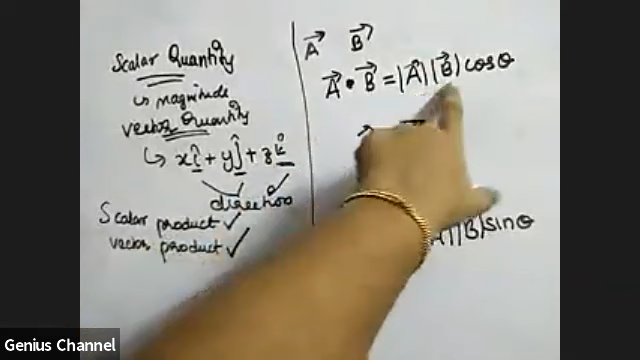 Scalar Quantity
↳ magnitude
vector Quantity
↳ xî + yĵ + zk̂
direction
Scalar product ✓
vector product ✓
A⃗ B⃗
A⃗ • B⃗ = |A⃗| |B⃗| cosθ
|B| sinθ
Genius Channel